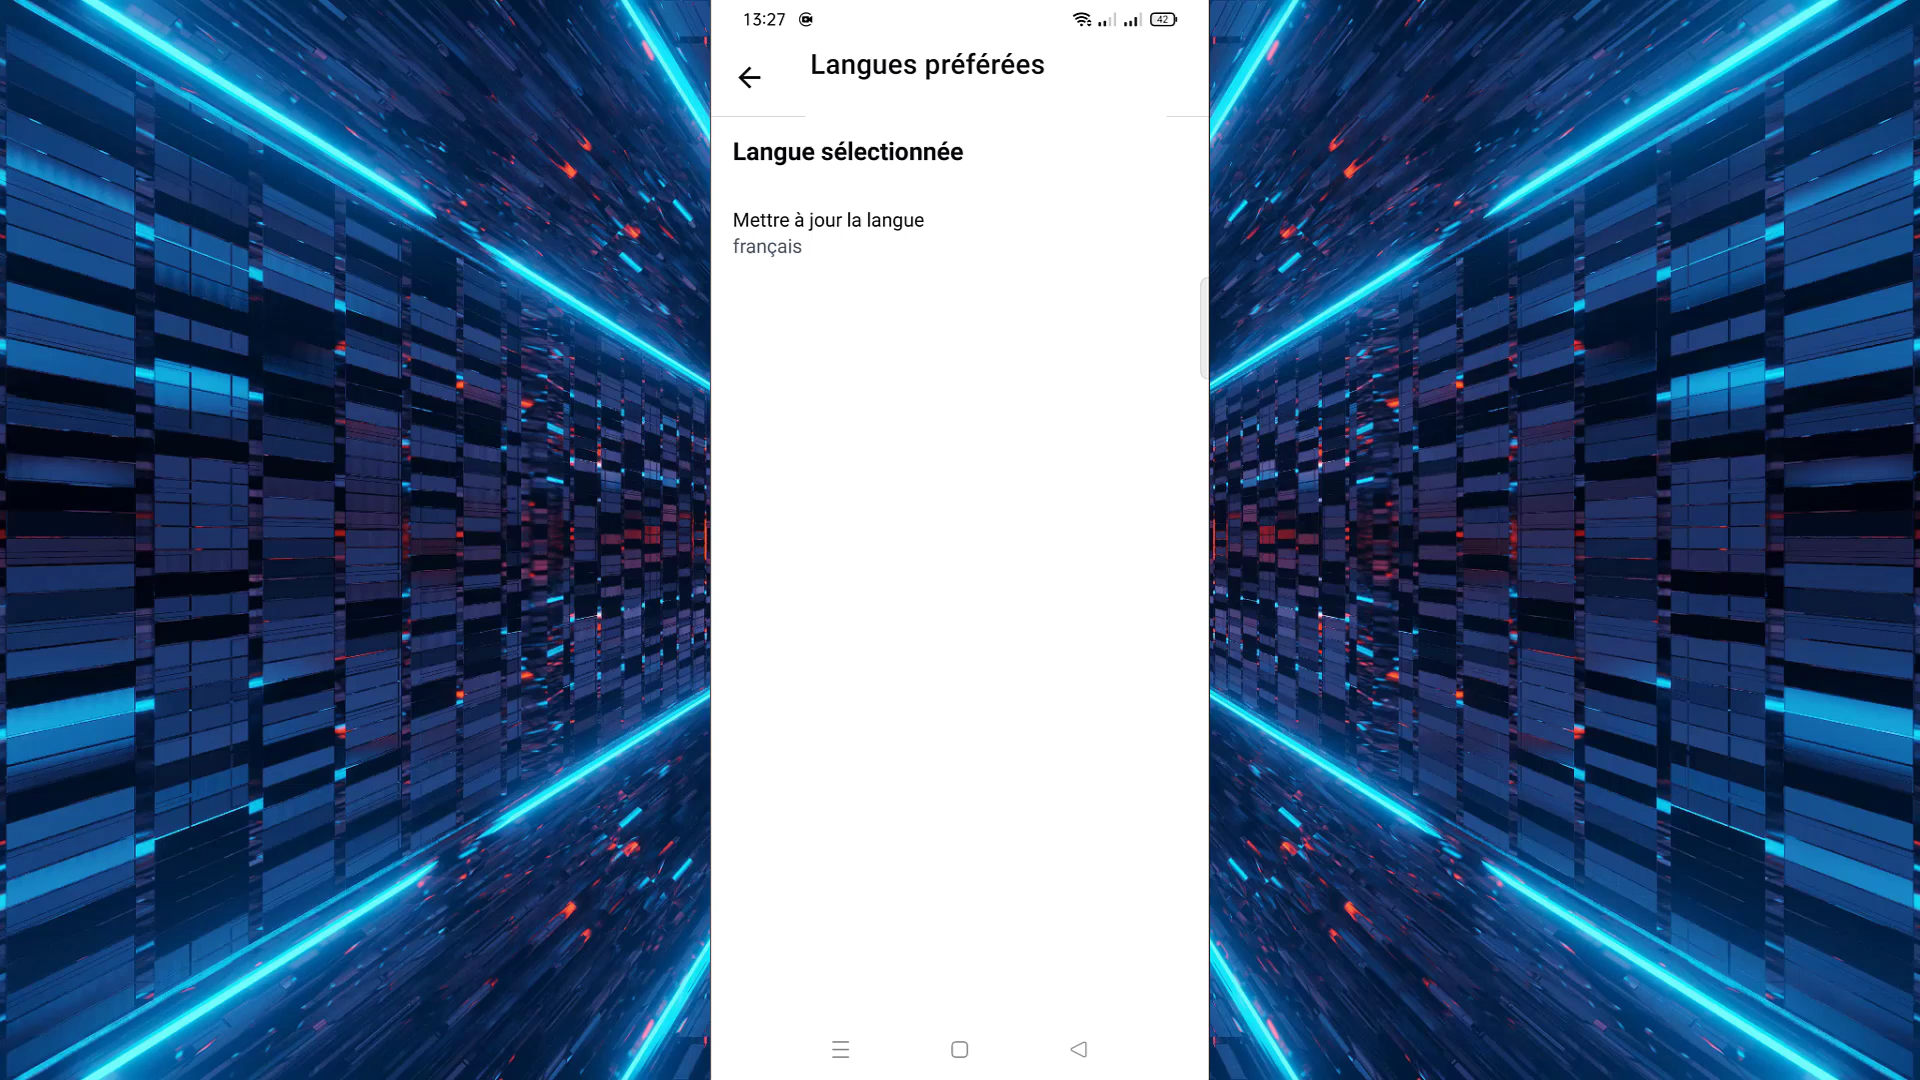 13:27
42
Langues préférées
Langue sélectionnée
Mettre à jour la langue
français